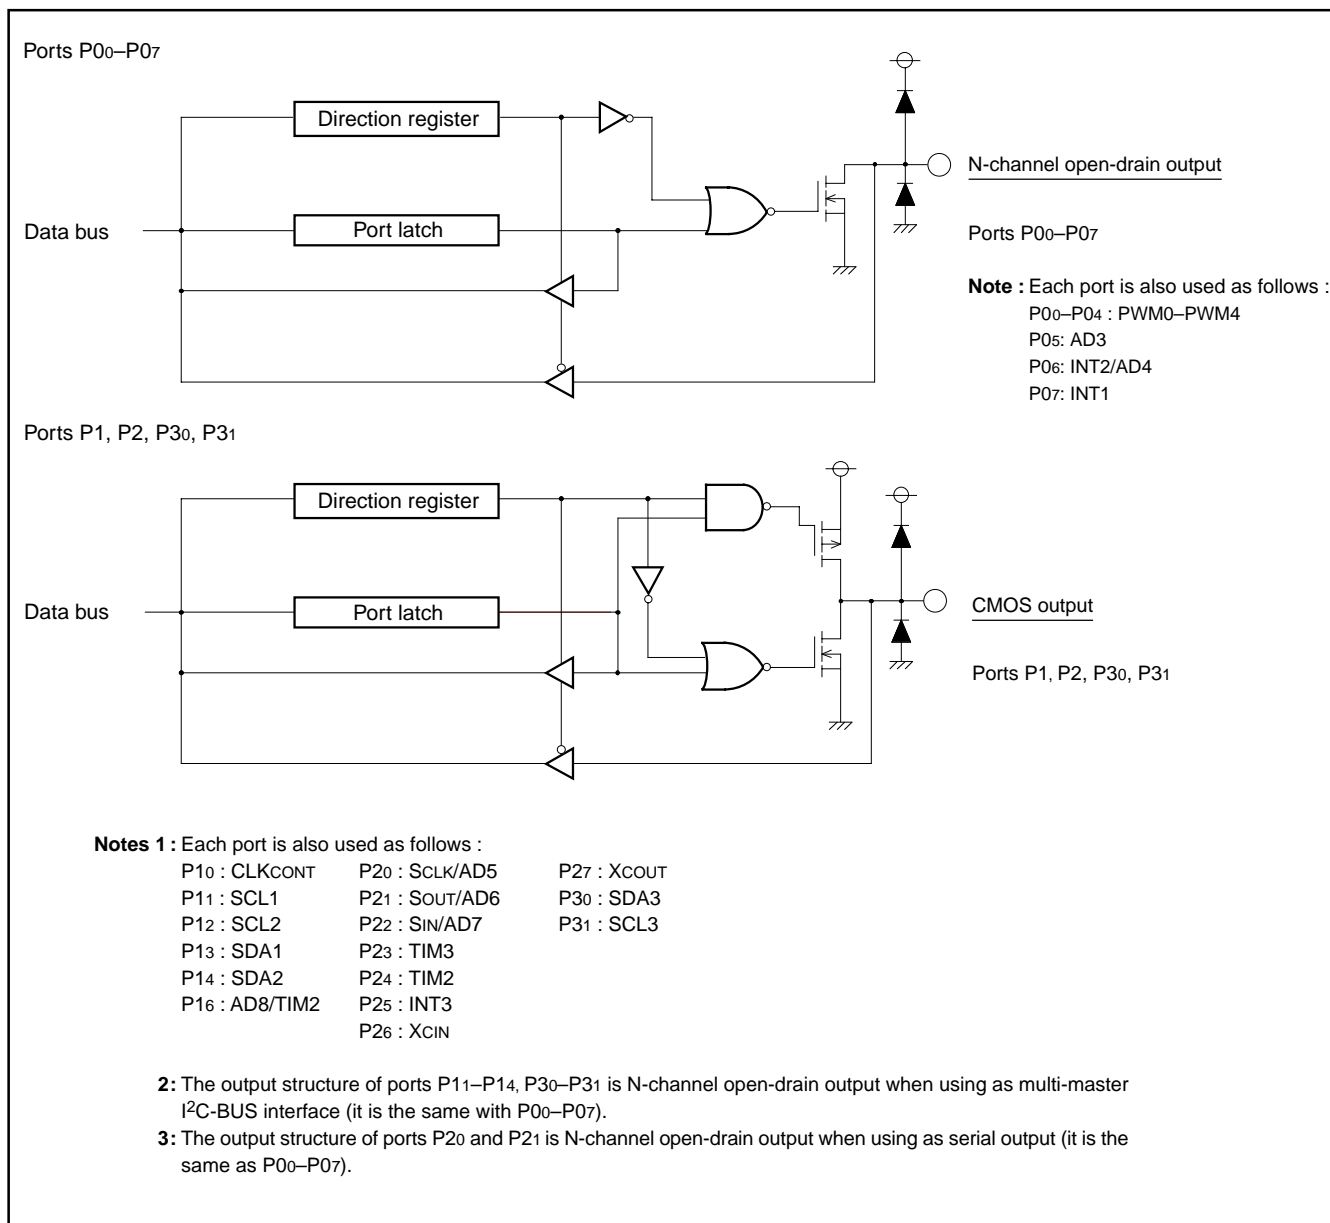 Ports P00–P07
Direction register
N-channel open-drain output
Data bus
Port latch
Ports P00–P07
Note : Each port is also used as follows :
P00–P04 : PWM0–PWM4
P05: AD3
P06: INT2/AD4
P07: INT1
Ports P1, P2, P30, P31
Direction register
Data bus
Port latch
CMOS output
Ports P1, P2, P30, P31
Notes 1 : Each port is also used as follows :
P10 : CLKCONT P20 : SCLK/AD5 P27 : XCOUT
P11 : SCL1 P21 : SOUT/AD6 P30 : SDA3
P12 : SCL2 P22 : SIN/AD7 P31 : SCL3
P13 : SDA1 P23 : TIM3
P14 : SDA2 P24 : TIM2
P16 : AD8/TIM2 P25 : INT3
P26 : XCIN
2: The output structure of ports P11–P14, P30–P31 is N-channel open-drain output when using as multi-master
I2C-BUS interface (it is the same with P00–P07).
3: The output structure of ports P20 and P21 is N-channel open-drain output when using as serial output (it is the
same as P00–P07).